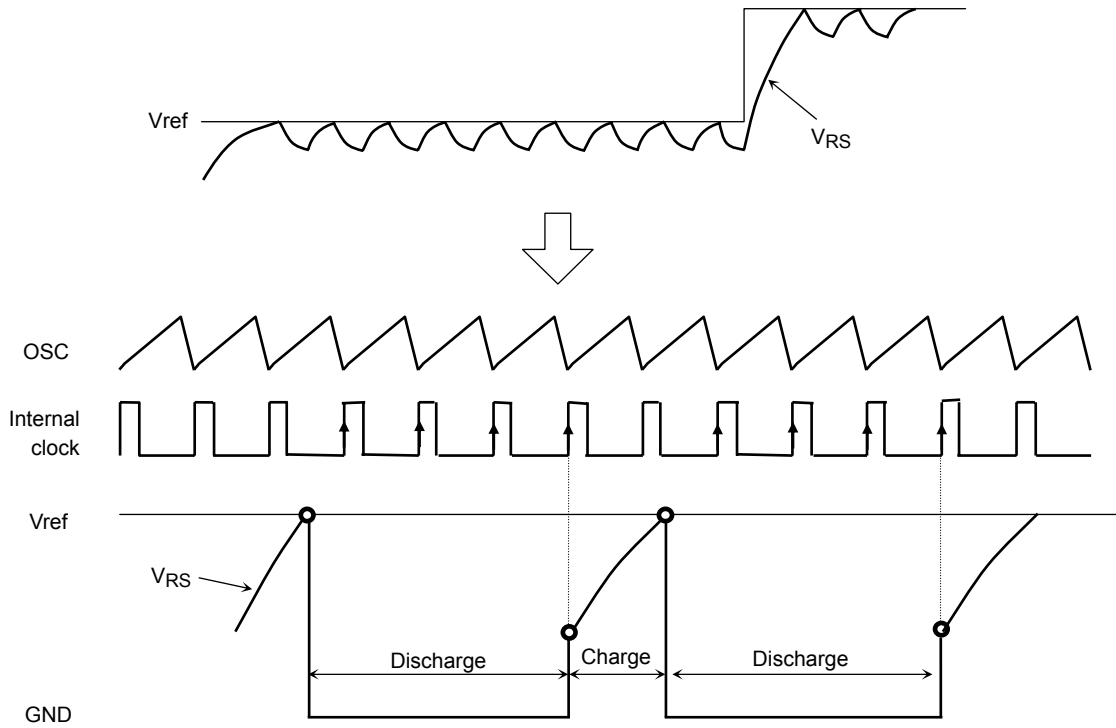 Vref
VRS
OSC
Internal
clock
Vref
VRS
Discharge
Charge
Discharge
GND